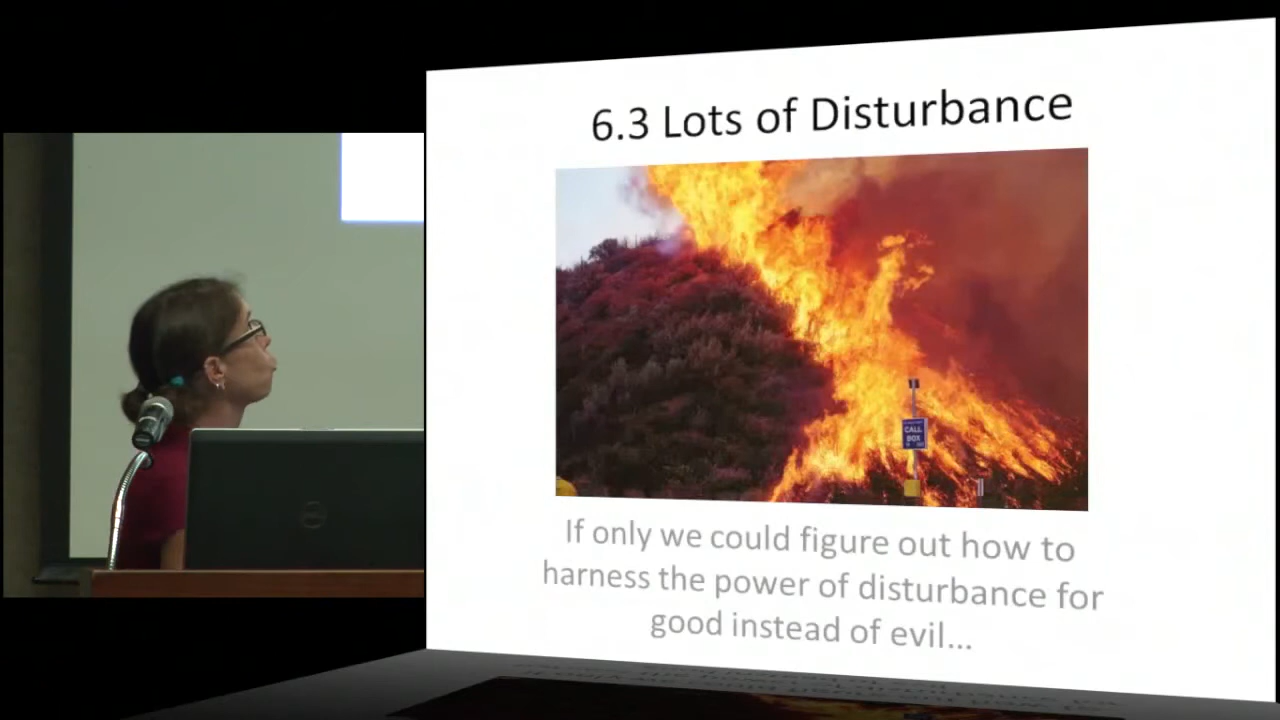 6.3 Lots of Disturbance
CALL
BOX
If only we could figure out how to
harness the power of disturbance for
good instead of evil...